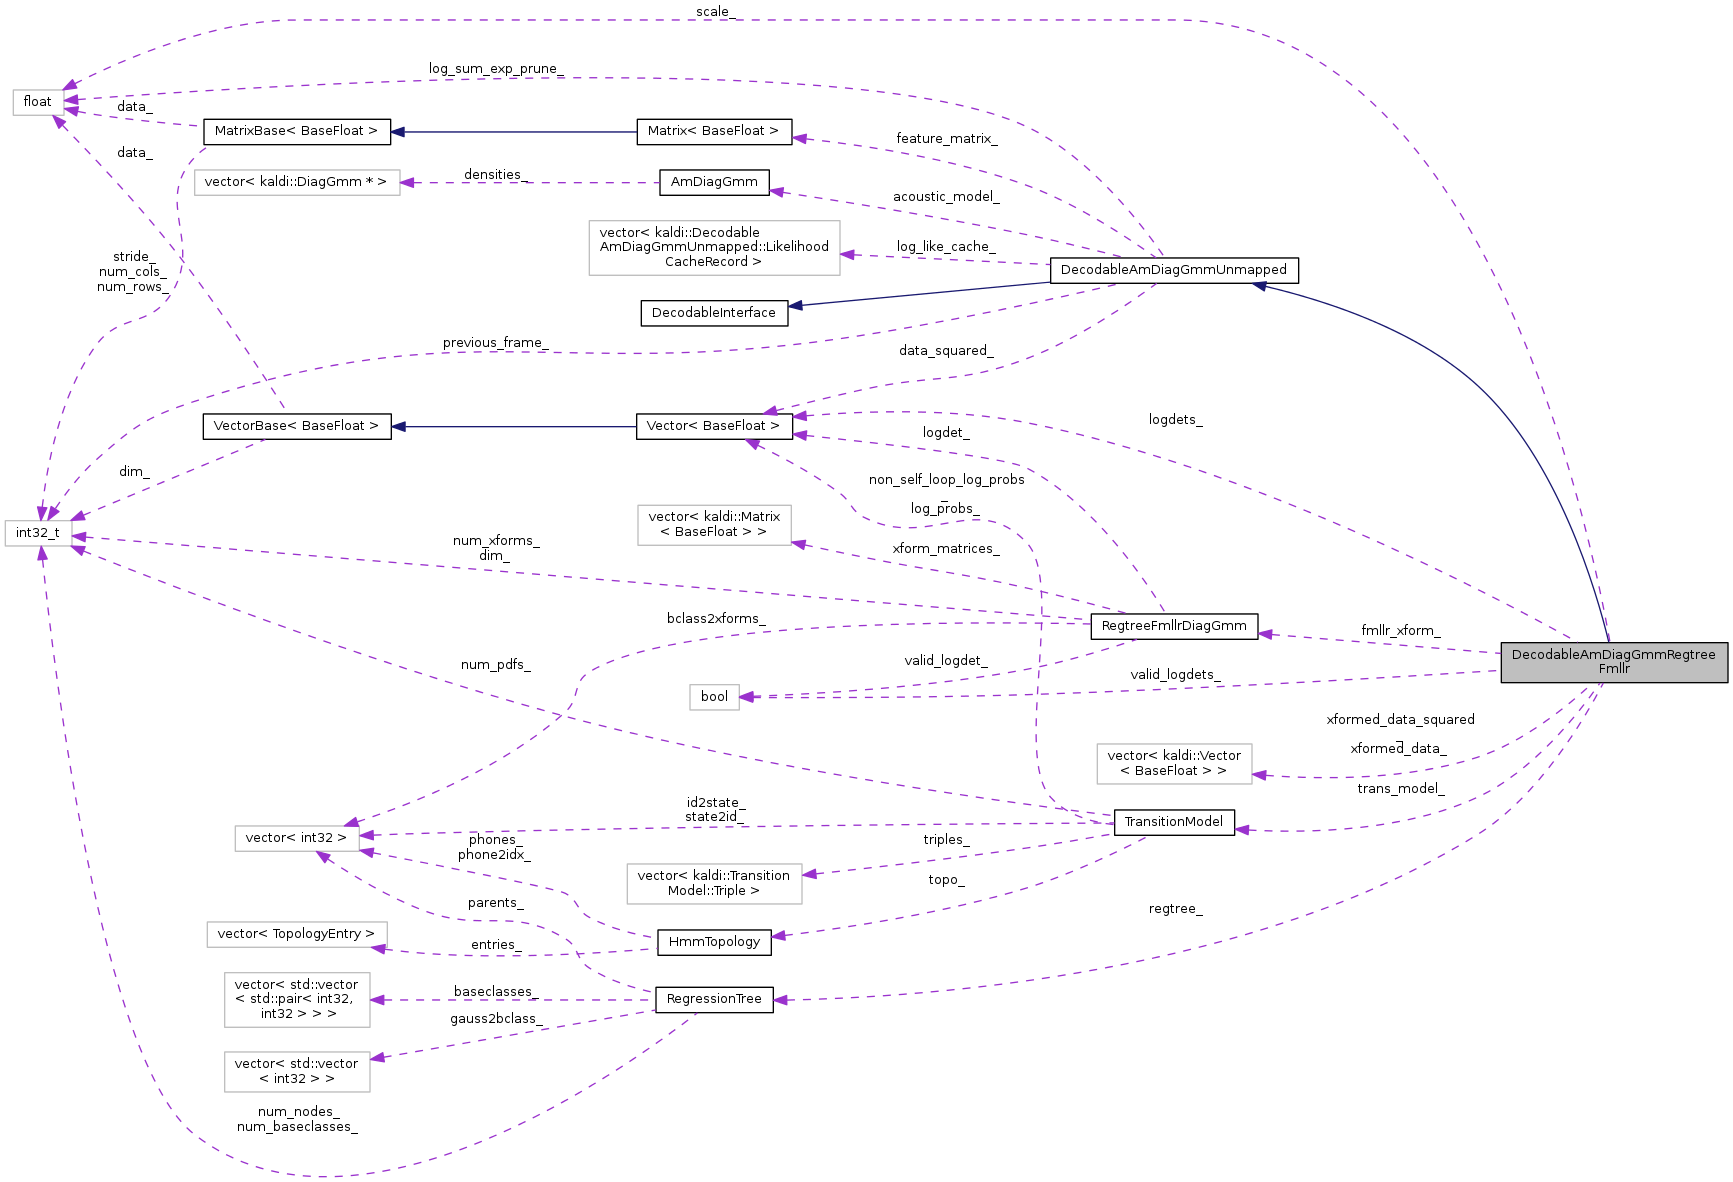 scale_
log_sum_exp_prune_
float
data_
MatrixBase< BaseFloat >
Matrix< BaseFloat >
feature_matrix_
data_
vector< kaldi::DiagGmm * >
densities_
AmDiagGmm
acoustic_model_
vector< kaldi::Decodable
AmDiagGmmUnmapped::Likelihood
CacheRecord >
log_like_cache_
stride_
num_cols_
num_rows_
DecodableAmDiagGmmUnmapped
DecodableInterface
previous_frame_
data_squared_
VectorBase< BaseFloat >
Vector< BaseFloat >
logdets_
logdet_
dim_
non_self_loop_log_probs
_
log_probs_
int32_t
vector< kaldi::Matrix
< BaseFloat > >
num_xforms_
dim_
xform_matrices_
bclass2xforms_
RegtreeFmllrDiagGmm
fmllr_xform_
DecodableAmDiagGmmRegtree
Fmllr
num_pdfs_
valid_logdet_
bool
valid_logdets_
xformed_data_squared
_
xformed_data_
vector< kaldi::Vector
< BaseFloat > >
trans_model_
id2state_
state2id_
TransitionModel
vector< int32 >
phones_
phone2idx_
triples_
vector< kaldi::Transition
Model::Triple >
topo_
parents_
regtree_
vector< TopologyEntry >
entries_
HmmTopology
vector< std::vector
< std::pair< int32,
int32 > > >
baseclasses_
RegressionTree
gauss2bclass_
vector< std::vector
< int32 > >
num_nodes_
num_baseclasses_